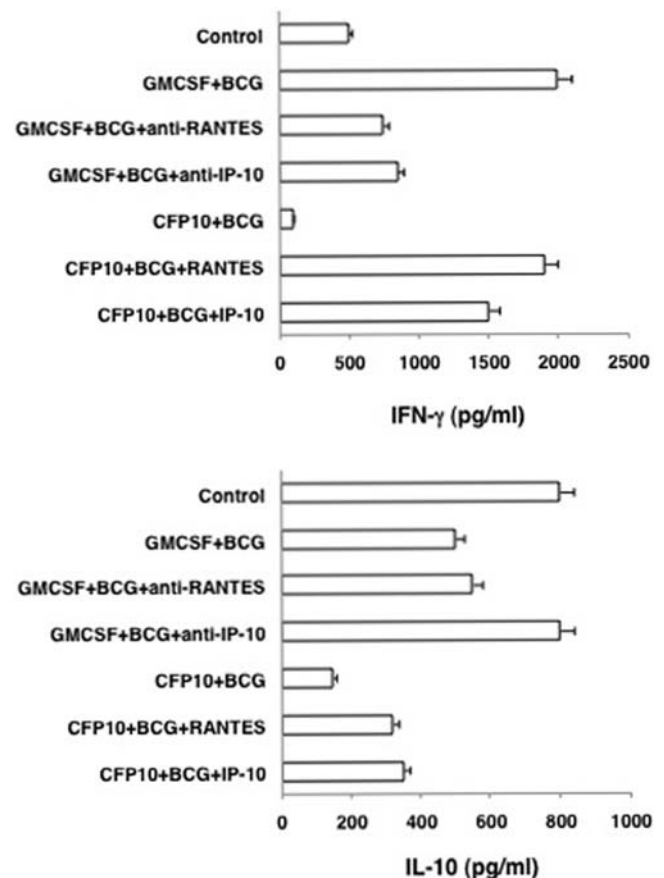 Control
GMCSF+BCG
GMCSF+BCG+anti-RANTES
GMCSF+BCG+anti-IP-10
CFP10+BCG
CFP10+BCG+RANTES
CFP10+BCG+IP-10
0 500 1000 1500 2000 2500
IFN-γ (pg/ml)
Control
GMCSF+BCG
GMCSF+BCG+anti-RANTES
GMCSF+BCG+anti-IP-10
CFP10+BCG
CFP10+BCG+RANTES
CFP10+BCG+IP-10
0 200 400 600 800 1000
IL-10 (pg/ml)